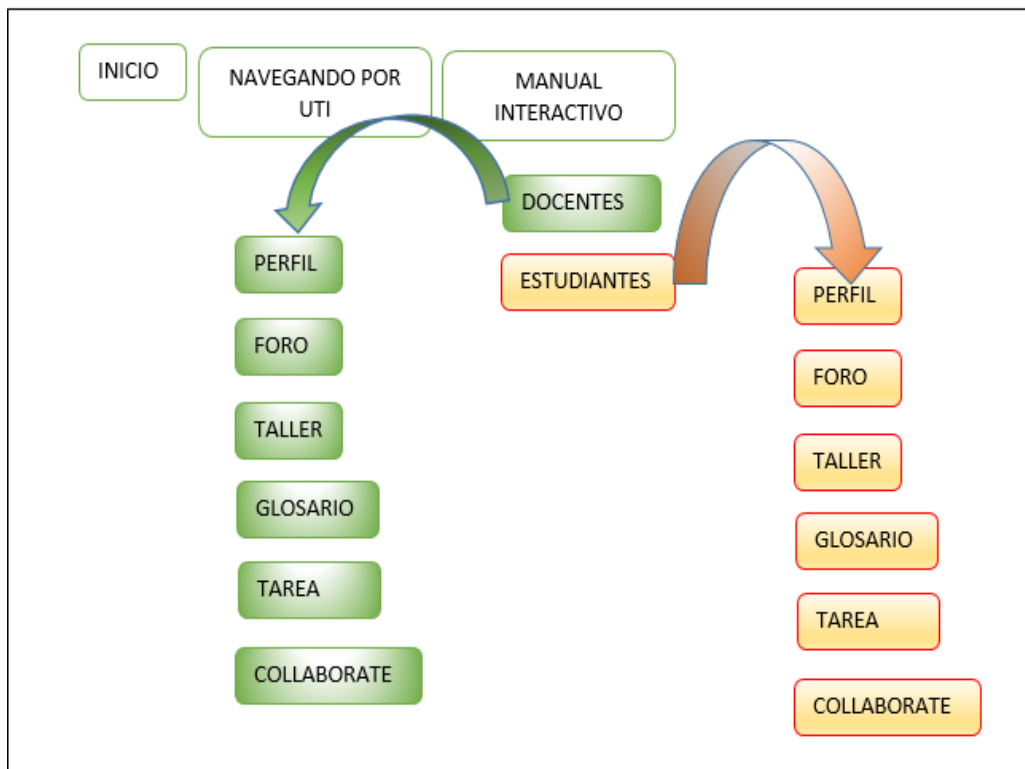 INICIO
NAVEGANDO POR
UTI
MANUAL
INTERACTIVO
DOCENTES
ESTUDIANTES
PERFIL
FORO
TALLER
GLOSARIO
TAREA
COLLABORATE
PERFIL
FORO
TALLER
GLOSARIO
TAREA
COLLABORATE